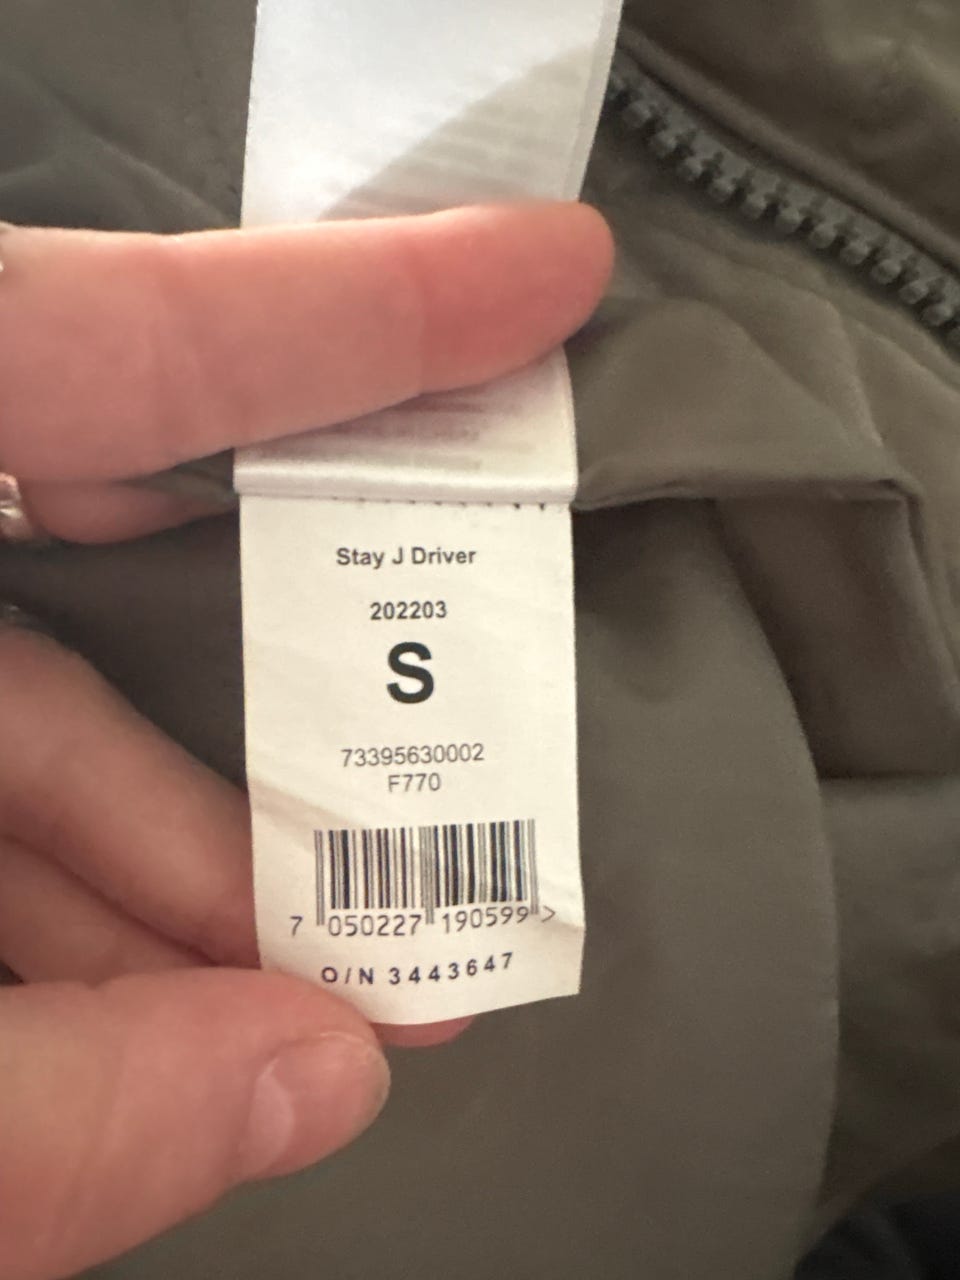 Stay J Driver
202203
S
73395630002
F770
7 050227 190599 >
O/N 3443647